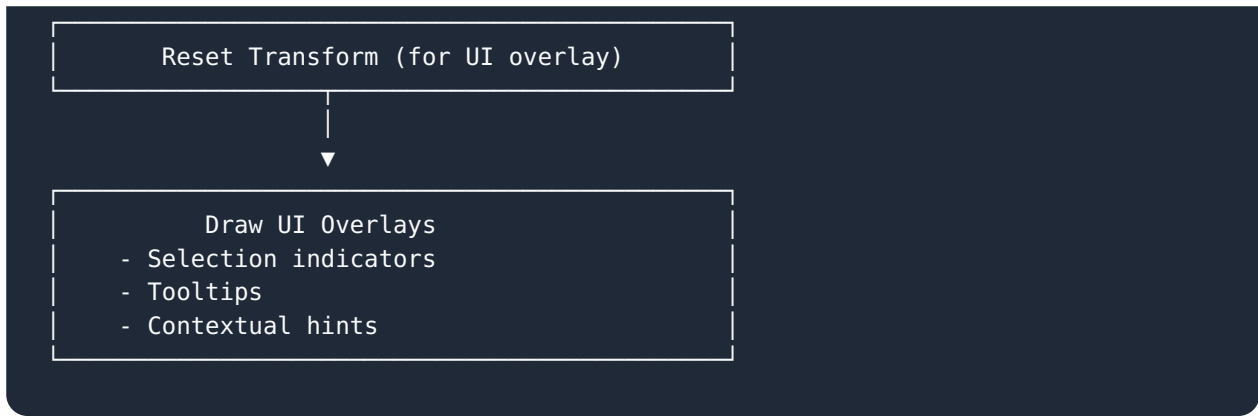 Reset Transform (for UI overlay)
Draw UI Overlays
- Selection indicators
- Tooltips
- Contextual hints